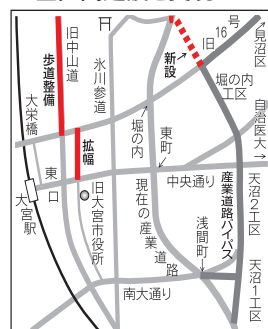 歩道整備
旧中山道
氷川参道
新設
旧16号
見沼区
大栄橋
拡幅
堀の内
堀の内工区
東町
自治医大
東口
大宮駅
旧大宮市役所
中央通り
現在の産業道路
産業道路バイパス
天沼2工区
浅間町
南大通り
天沼1工区